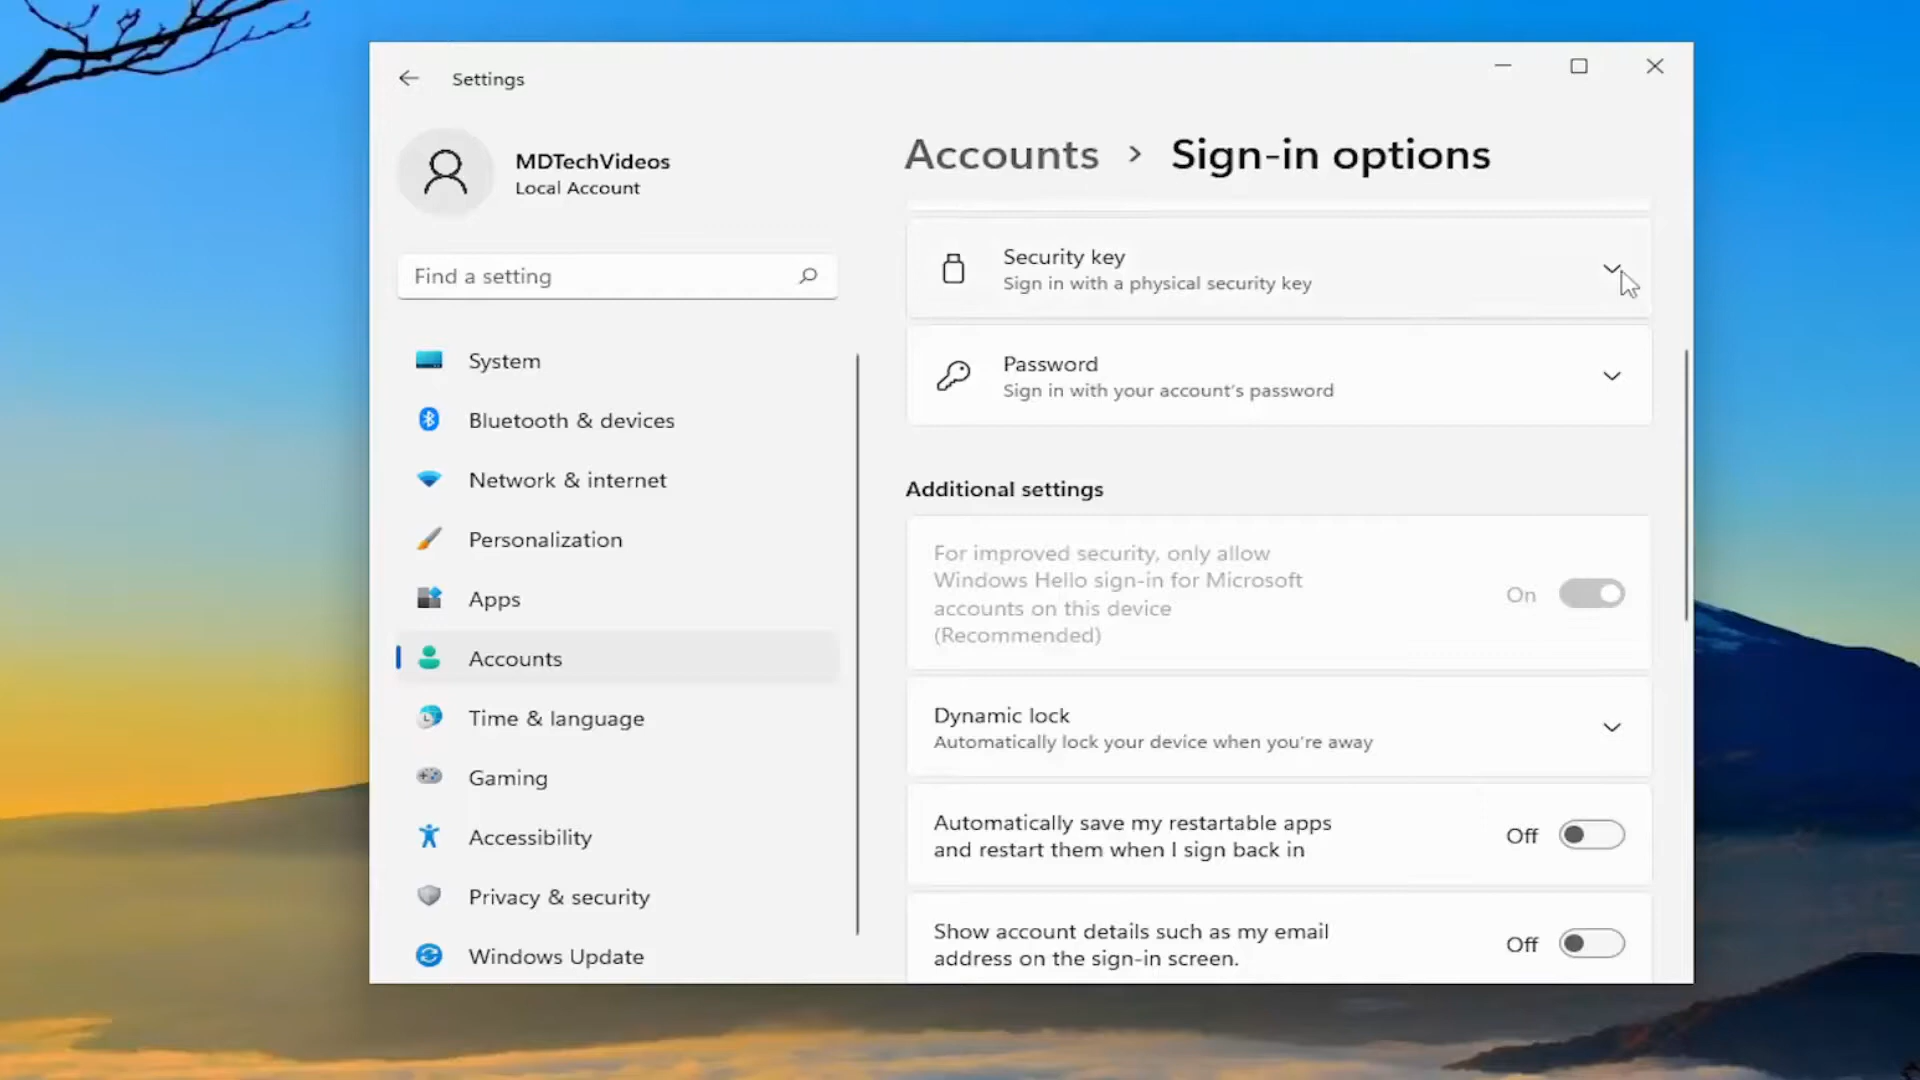 Settings
MDTechVideos
Local Account
Find a setting
System
Bluetooth & devices
Network & internet
Personalization
Apps
Accounts
Time & language
Gaming
Accessibility
Privacy & security
Windows Update
Accounts > Sign-in options
Security key
Sign in with a physical security key
Password
Sign in with your account's password
Additional settings
For improved security, only allow
Windows Hello sign-in for Microsoft
accounts on this device
(Recommended)
On
Dynamic lock
Automatically lock your device when you're away
Automatically save my restartable apps
and restart them when I sign back in
Off
Show account details such as my email
address on the sign-in screen.
Off